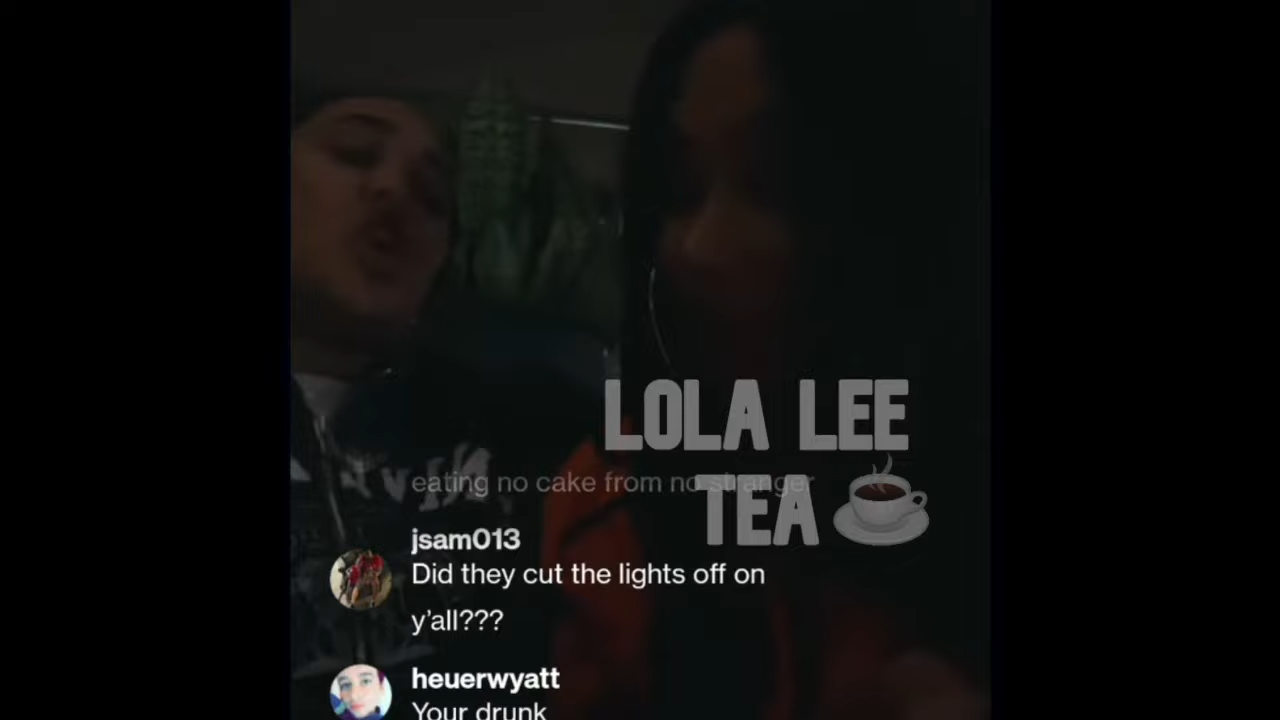 LOLA LEE
TEA
eating no cake from no stranger
jsam013
Did they cut the lights off on
y'all???
heuerwyatt
Your drunk